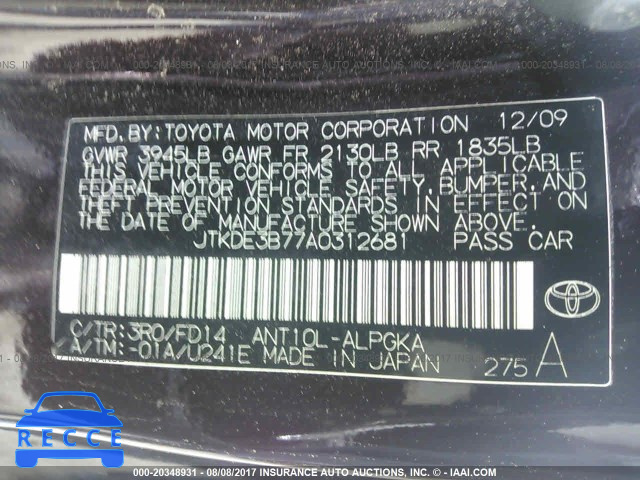 MFD. BY: TOYOTA MOTOR CORPORATION 12/09
GVWR 3945LB GAWR FR 2130LB RR 1835LB
THIS VEHICLE CONFORMS TO ALL APPLICABLE
FEDERAL MOTOR VEHICLE SAFETY, BUMPER, AND
THEFT PREVENTION STANDARDS IN EFFECT ON
THE DATE OF MANUFACTURE SHOWN ABOVE.
JTKDE3B77A0312681 PASS CAR
C/TR: 3R0/FD14 ANT10L-ALPGKA
A/TM: -01A/U241E MADE IN JAPAN 275 A
000-20348931 - 08/08/2017 INSURANCE AUTO AUCTIONS, INC. © - IAAI.COM